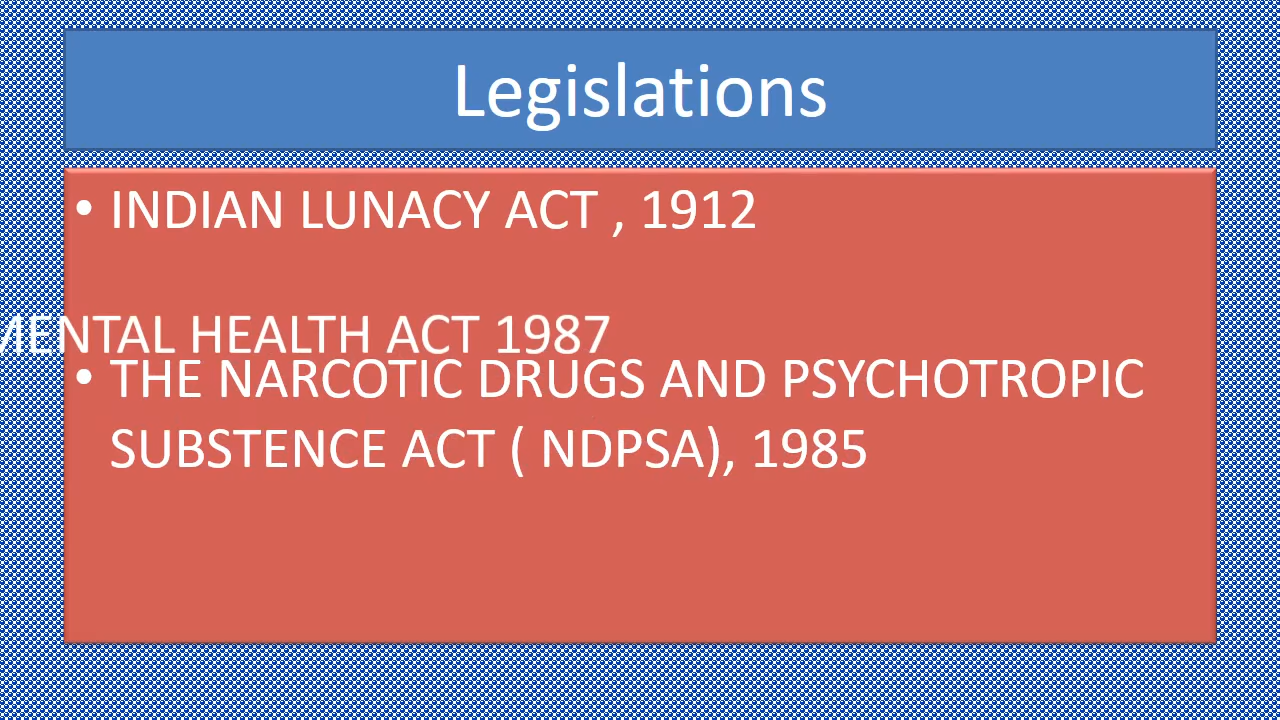 Legislations
• INDIAN LUNACY ACT , 1912
MENTAL HEALTH ACT 1987
• THE NARCOTIC DRUGS AND PSYCHOTROPIC
SUBSTENCE ACT ( NDPSA), 1985